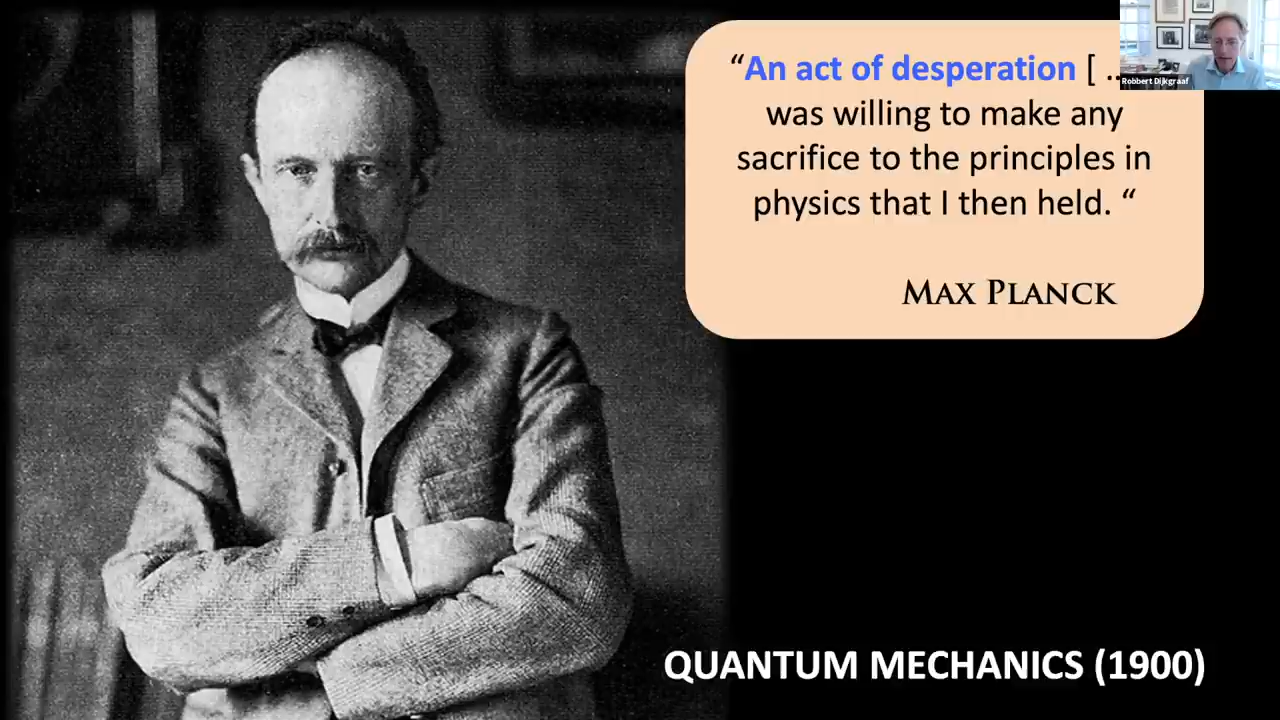 “An act of desperation [ ..
was willing to make any
sacrifice to the principles in
physics that I then held. “
MAX PLANCK
Robbert Dijkgraaf
QUANTUM MECHANICS (1900)